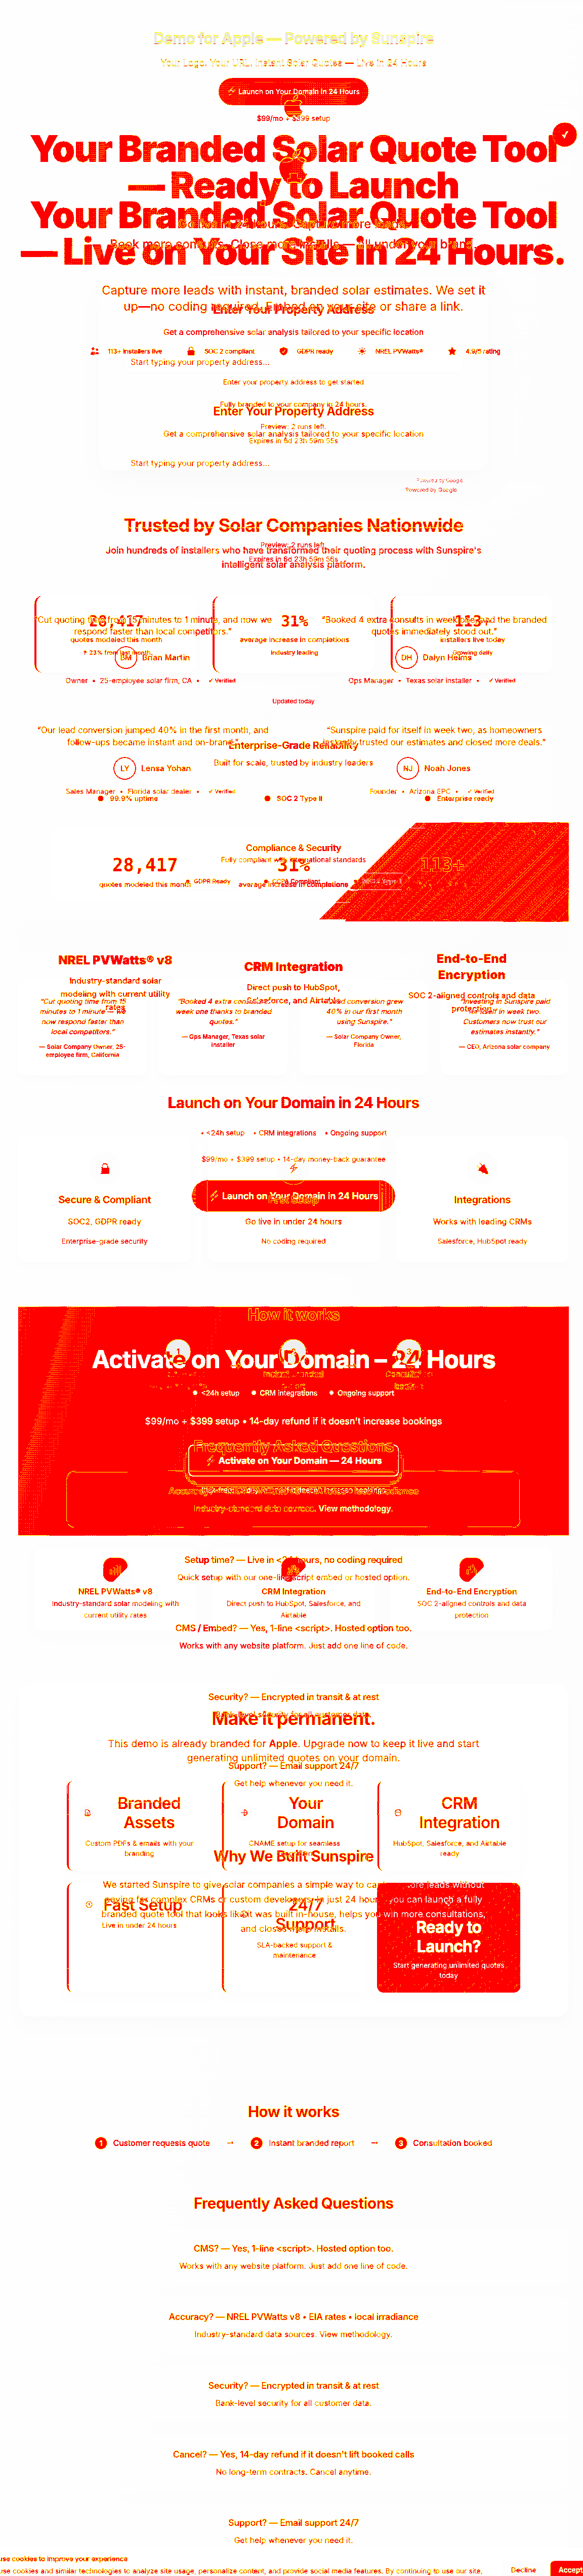 Demo for Apple — Powered by Sunspire
Your Logo. Your URL. Instant Solar Quotes — Live in 24 Hours
⚡ Launch on Your Domain in 24 Hours
$99/mo + $399 setup
✓
Your Branded Solar Quote Tool
— Ready to Launch
Your Branded Solar Quote Tool
— Live on Your Site in 24 Hours.
Book more consults. Close more installs — all under your brand.
Capture more leads with instant, branded solar estimates. We set it
up—no coding required. Embed on your site or share a link.
Enter Your Property Address
Get a comprehensive solar analysis tailored to your specific location
113+ installers live
SOC 2 compliant
GDPR ready
NREL PVWatts®
4.9/5 rating
Start typing your property address...
Enter your property address to get started
Fully branded to your company in 24 hours.
Enter Your Property Address
Preview: 2 runs left.
Get a comprehensive solar analysis tailored to your specific location
Expires in 6d 23h 59m 55s
Start typing your property address...
Powered by Google
Powered by Google
Trusted by Solar Companies Nationwide
Preview: 2 runs left.
Join hundreds of installers who have transformed their quoting process with Sunspire's
Expires in 6d 23h 59m 56s
intelligent solar analysis platform.
"Cut quoting time from 15 minutes to 1 minute, and now we
respond faster than local competitors."
28,417
quotes modeled this month
↑ 23% from last month
31%
average increase in completions
Industry leading
"Booked 4 extra consults in week one and the branded
quotes immediately stood out."
113+
installers live today
Growing daily
BM
Brian Martin
DH
Dalyn Helms
Owner • 25-employee solar firm, CA • ✓ Verified
Ops Manager • Texas solar installer • ✓ Verified
Updated today
"Our lead conversion jumped 40% in the first month, and
follow-ups became instant and on-brand."
"Sunspire paid for itself in week two, as homeowners
instantly trusted our estimates and closed more deals."
Enterprise-Grade Reliability
Built for scale, trusted by industry leaders
LY
Lensa Yohan
NJ
Noah Jones
Sales Manager • Florida solar dealer • ✓ Verified
Founder • Arizona EPC • ✓ Verified
99.9% uptime
SOC 2 Type II
Enterprise ready
Compliance & Security
Fully compliant with international standards
28,417
31%
113+
GDPR Ready
CCPA Compliant
quotes modeled this month
average increase in completions
NREL PVWatts® v8
CRM Integration
End-to-End
Encryption
Industry-standard solar
modeling with current utility
rates
Direct push to HubSpot,
Salesforce, and Airtable
SOC 2-aligned controls and data
protection
"Cut quoting time from 15
minutes to 1 minute — we
now respond faster than
local competitors."
— Solar Company Owner, 25-
employee firm, California
"Booked 4 extra consults in
week one thanks to branded
quotes."
— Ops Manager, Texas solar
installer
"Lead conversion grew
40% in our first month
using Sunspire."
— Solar Company Owner,
Florida
"Investing in Sunspire paid
for itself in week two.
Customers now trust our
estimates instantly."
— CEO, Arizona solar company
Launch on Your Domain in 24 Hours
• <24h setup • CRM integrations • Ongoing support
$99/mo + $399 setup • 14-day money-back guarantee
⚡ Launch on Your Domain in 24 Hours
Secure & Compliant
SOC2, GDPR ready
Enterprise-grade security
Fast Setup
Go live in under 24 hours
No coding required
Integrations
Works with leading CRMs
Salesforce, HubSpot ready
How it works
1
3
Activate on Your Domain – 24 Hours
<24h setup
CRM integrations
Ongoing support
$99/mo + $399 setup • 14-day refund if it doesn't increase bookings
Frequently Asked Questions
⚡ Activate on Your Domain — 24 Hours
Industry-standard data sources. View methodology.
Setup time? — Live in <24 hours, no coding required
Quick setup with our one-line script embed or hosted option.
NREL PVWatts® v8
Industry-standard solar modeling with
current utility rates
CRM Integration
Direct push to HubSpot, Salesforce, and
Airtable
End-to-End Encryption
SOC 2-aligned controls and data
protection
CMS / Embed? — Yes, 1-line <script>. Hosted option too.
Works with any website platform. Just add one line of code.
Security? — Encrypted in transit & at rest
Bank-level security for all customer data.
Make it permanent.
This demo is already branded for Apple. Upgrade now to keep it live and start
generating unlimited quotes on your domain.
Support? — Email support 24/7
Get help whenever you need it.
Branded
Assets
Custom PDFs & emails with your
branding
Your
Domain
CNAME setup for seamless
CRM
Integration
HubSpot, Salesforce, and Airtable
ready
Why We Built Sunspire
We started Sunspire to give solar companies a simple way to capture more leads without
paying for complex CRMs or custom developers. In just 24 hours, you can launch a fully
branded quote tool that looks like it was built in-house, helps you win more consultations,
and closes more installs.
Fast Setup
Live in under 24 hours
24/7
Support
SLA-backed support &
maintenance
Ready to
Launch?
Start generating unlimited quotes
today
How it works
1 Customer requests quote → 2 Instant branded report → 3 Consultation booked
Frequently Asked Questions
CMS? — Yes, 1-line <script>. Hosted option too.
Works with any website platform. Just add one line of code.
Accuracy? — NREL PVWatts v8 • EIA rates • local irradiance
Industry-standard data sources. View methodology.
Security? — Encrypted in transit & at rest
Bank-level security for all customer data.
Cancel? — Yes, 14-day refund if it doesn't lift booked calls
No long-term contracts. Cancel anytime.
Support? — Email support 24/7
Get help whenever you need it.
use cookies to improve your experience
use cookies and similar technologies to analyze site usage, personalize content, and provide social media features. By continuing to use our site,
Decline
Accept